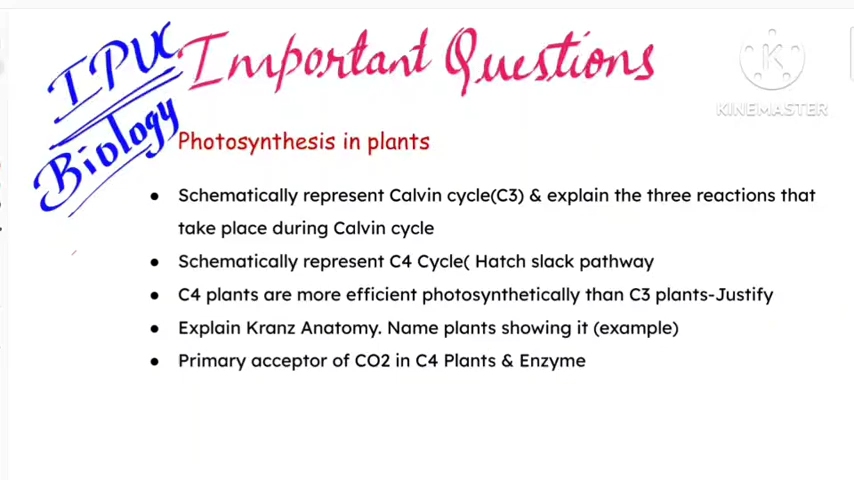 IPUC
Biology
Important Questions
KINEMASTER
Photosynthesis in plants
• Schematically represent Calvin cycle(C3) & explain the three reactions that
take place during Calvin cycle
• Schematically represent C4 Cycle( Hatch slack pathway
• C4 plants are more efficient photosynthetically than C3 plants-Justify
• Explain Kranz Anatomy. Name plants showing it (example)
• Primary acceptor of CO2 in C4 Plants & Enzyme